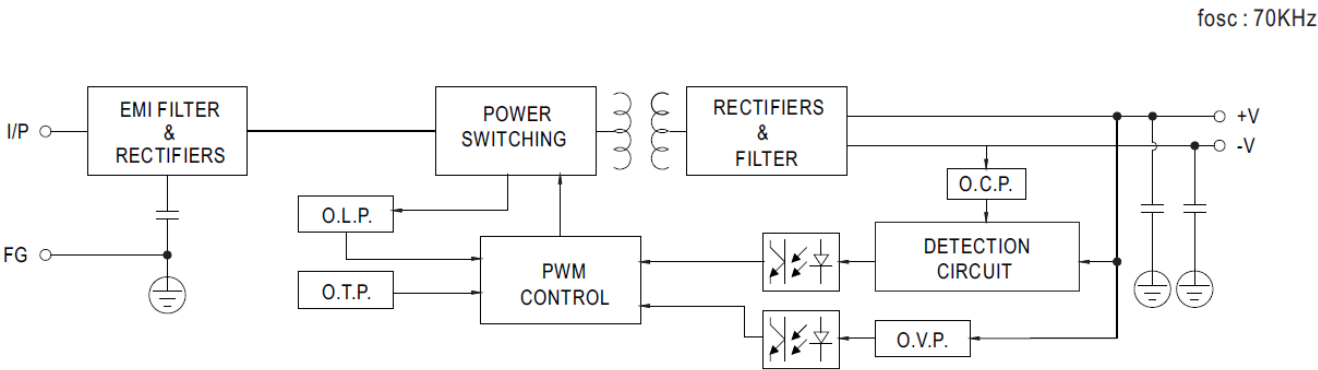 fosc : 70KHz
EMI FILTER
&
RECTIFIERS
POWER
SWITCHING
RECTIFIERS
&
FILTER
I/P
+V
-V
O.C.P.
O.L.P.
FG
DETECTION
CIRCUIT
PWM
CONTROL
O.T.P.
O.V.P.